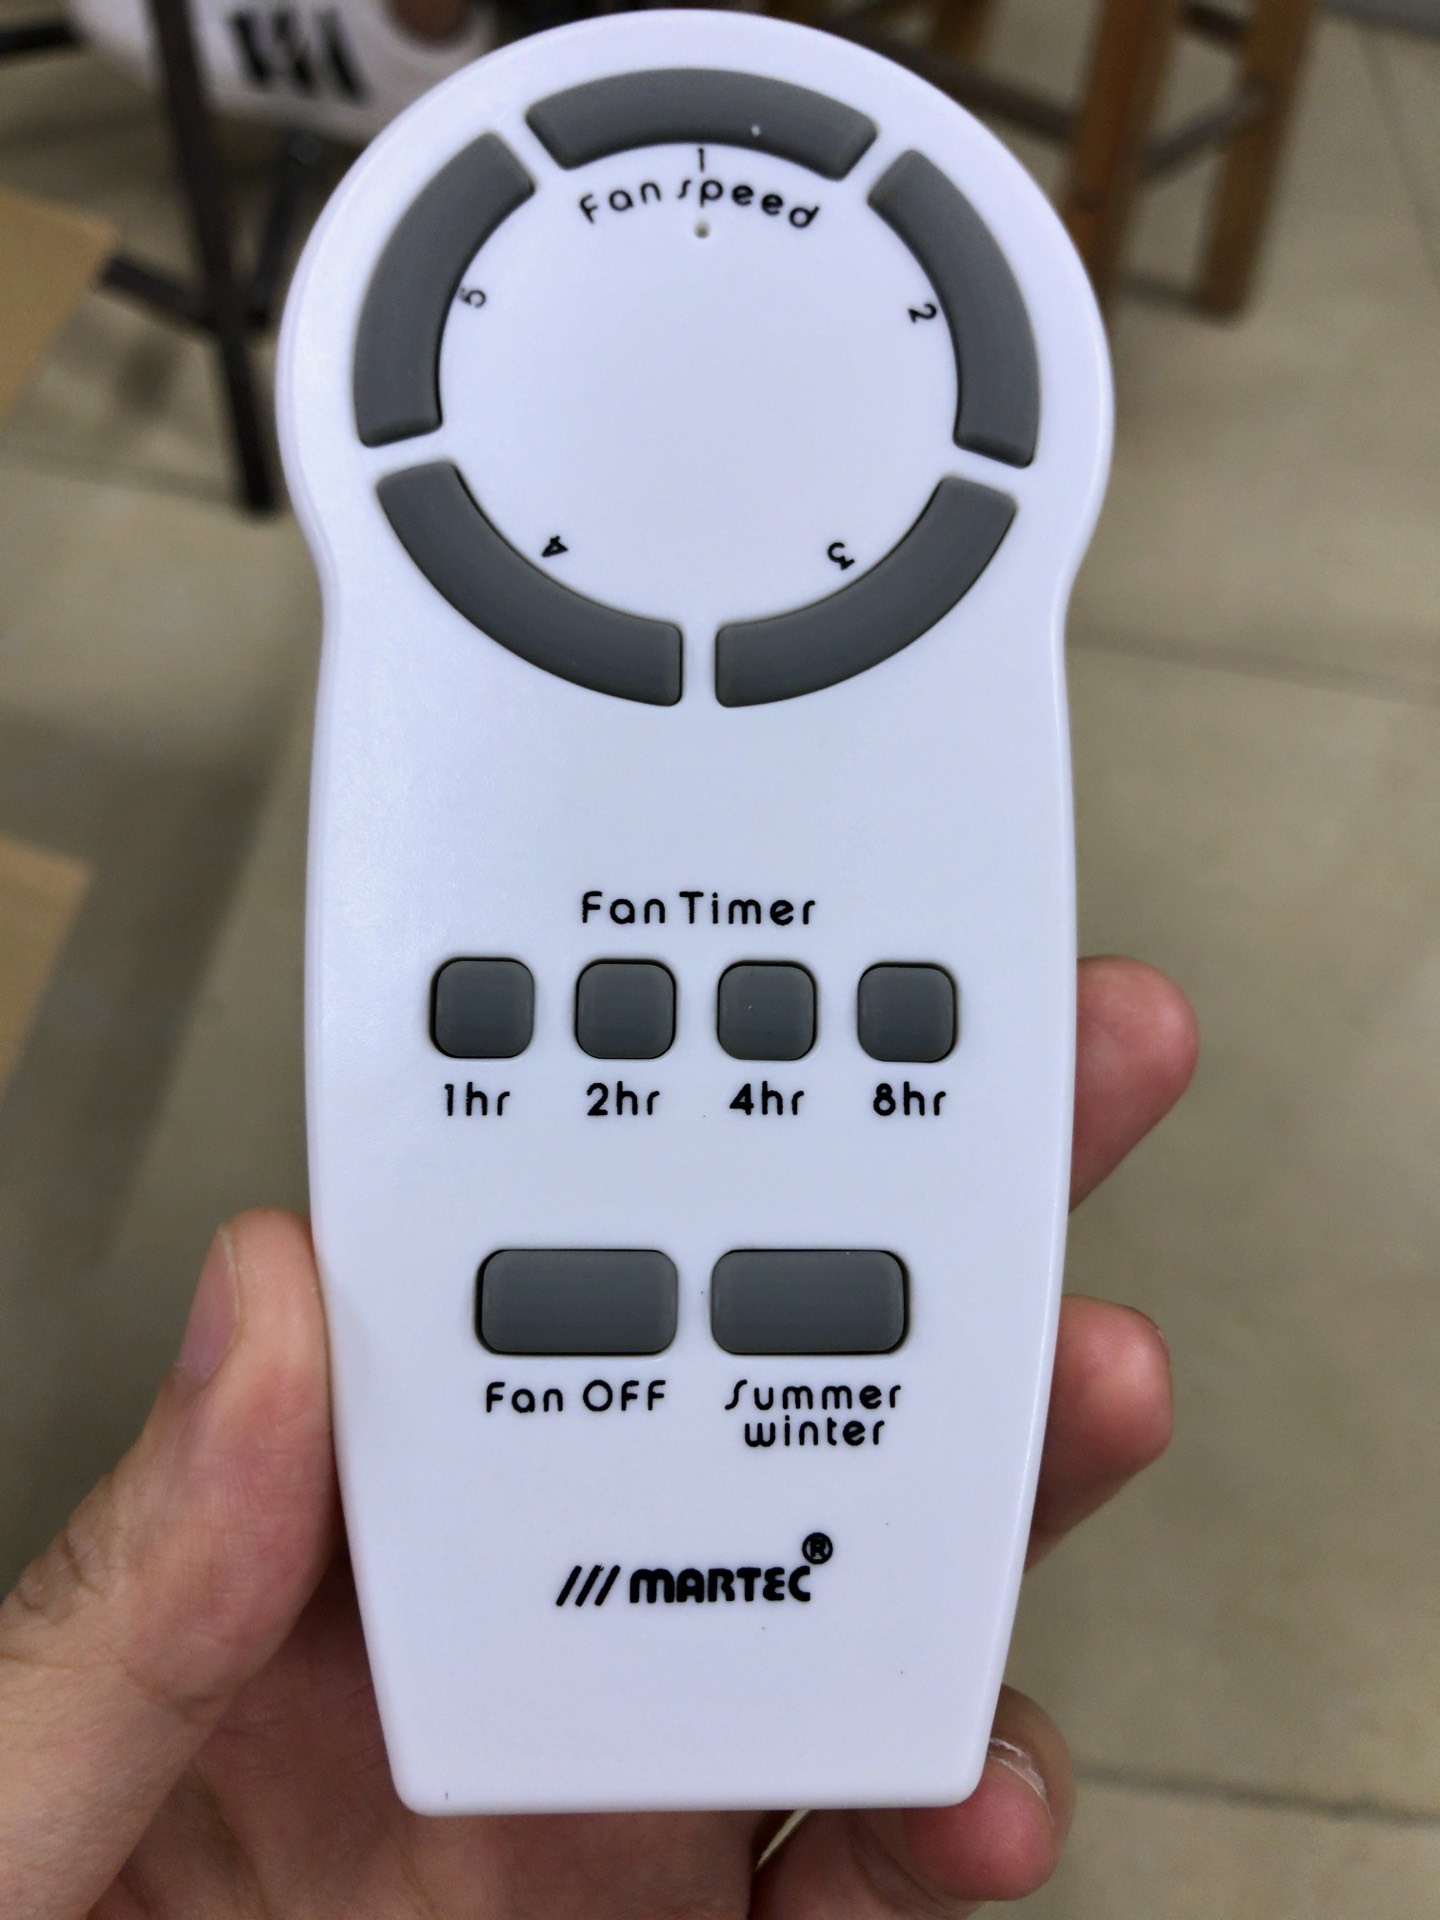 1
Fan speed
5
2
4
3
Fan Timer
1hr 2hr 4hr 8hr
Fan OFF
Summer
winter
/// MARTEC®